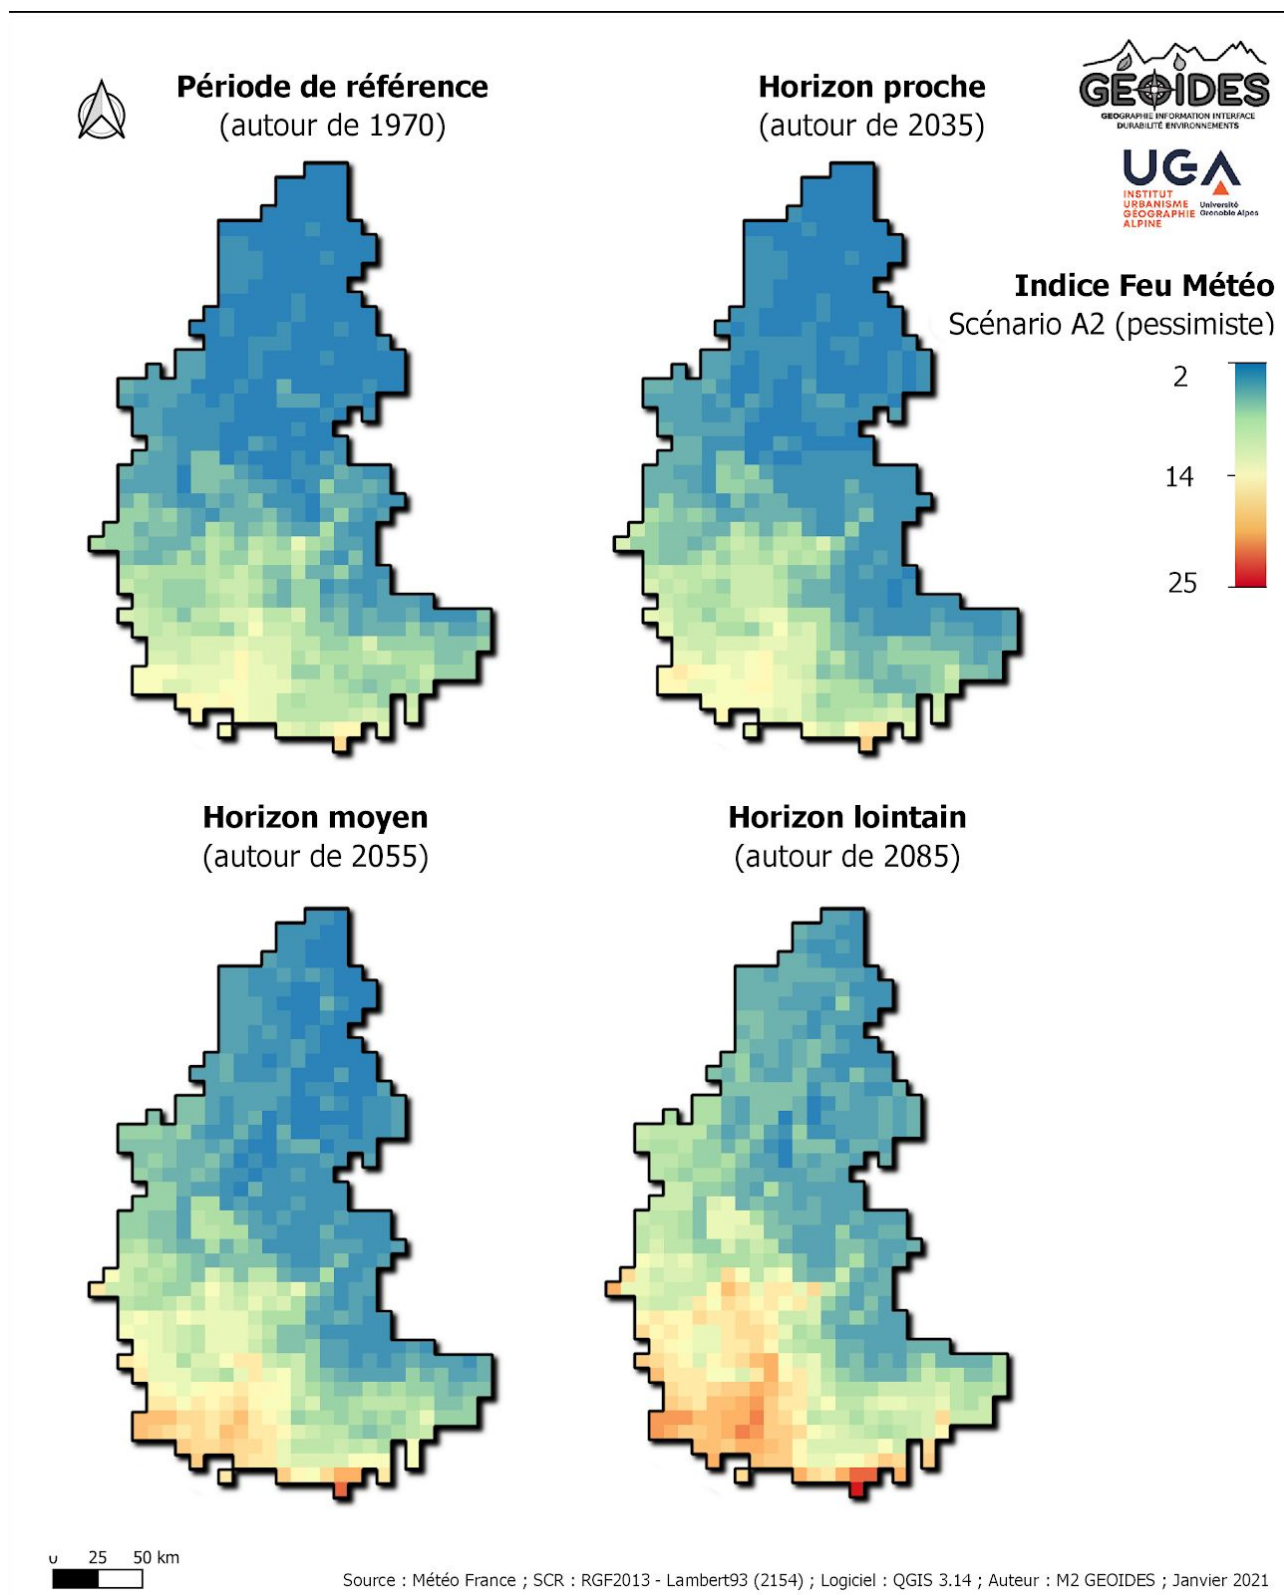 Période de référence
(autour de 1970)
Horizon proche
(autour de 2035)
GÉOIDES
GEOGRAPHIE INFORMATION INTERFACE
DURABILITÉ ENVIRONNEMENTS
UGA
INSTITUT
URBANISME
GÉOGRAPHIE
ALPINE
Université
Grenoble Alpes
Indice Feu Météo
Scénario A2 (pessimiste)
2
14
25
Horizon moyen
(autour de 2055)
Horizon lointain
(autour de 2085)
0 25 50 km
Source : Météo France ; SCR : RGF2013 - Lambert93 (2154) ; Logiciel : QGIS 3.14 ; Auteur : M2 GEOIDES ; Janvier 2021